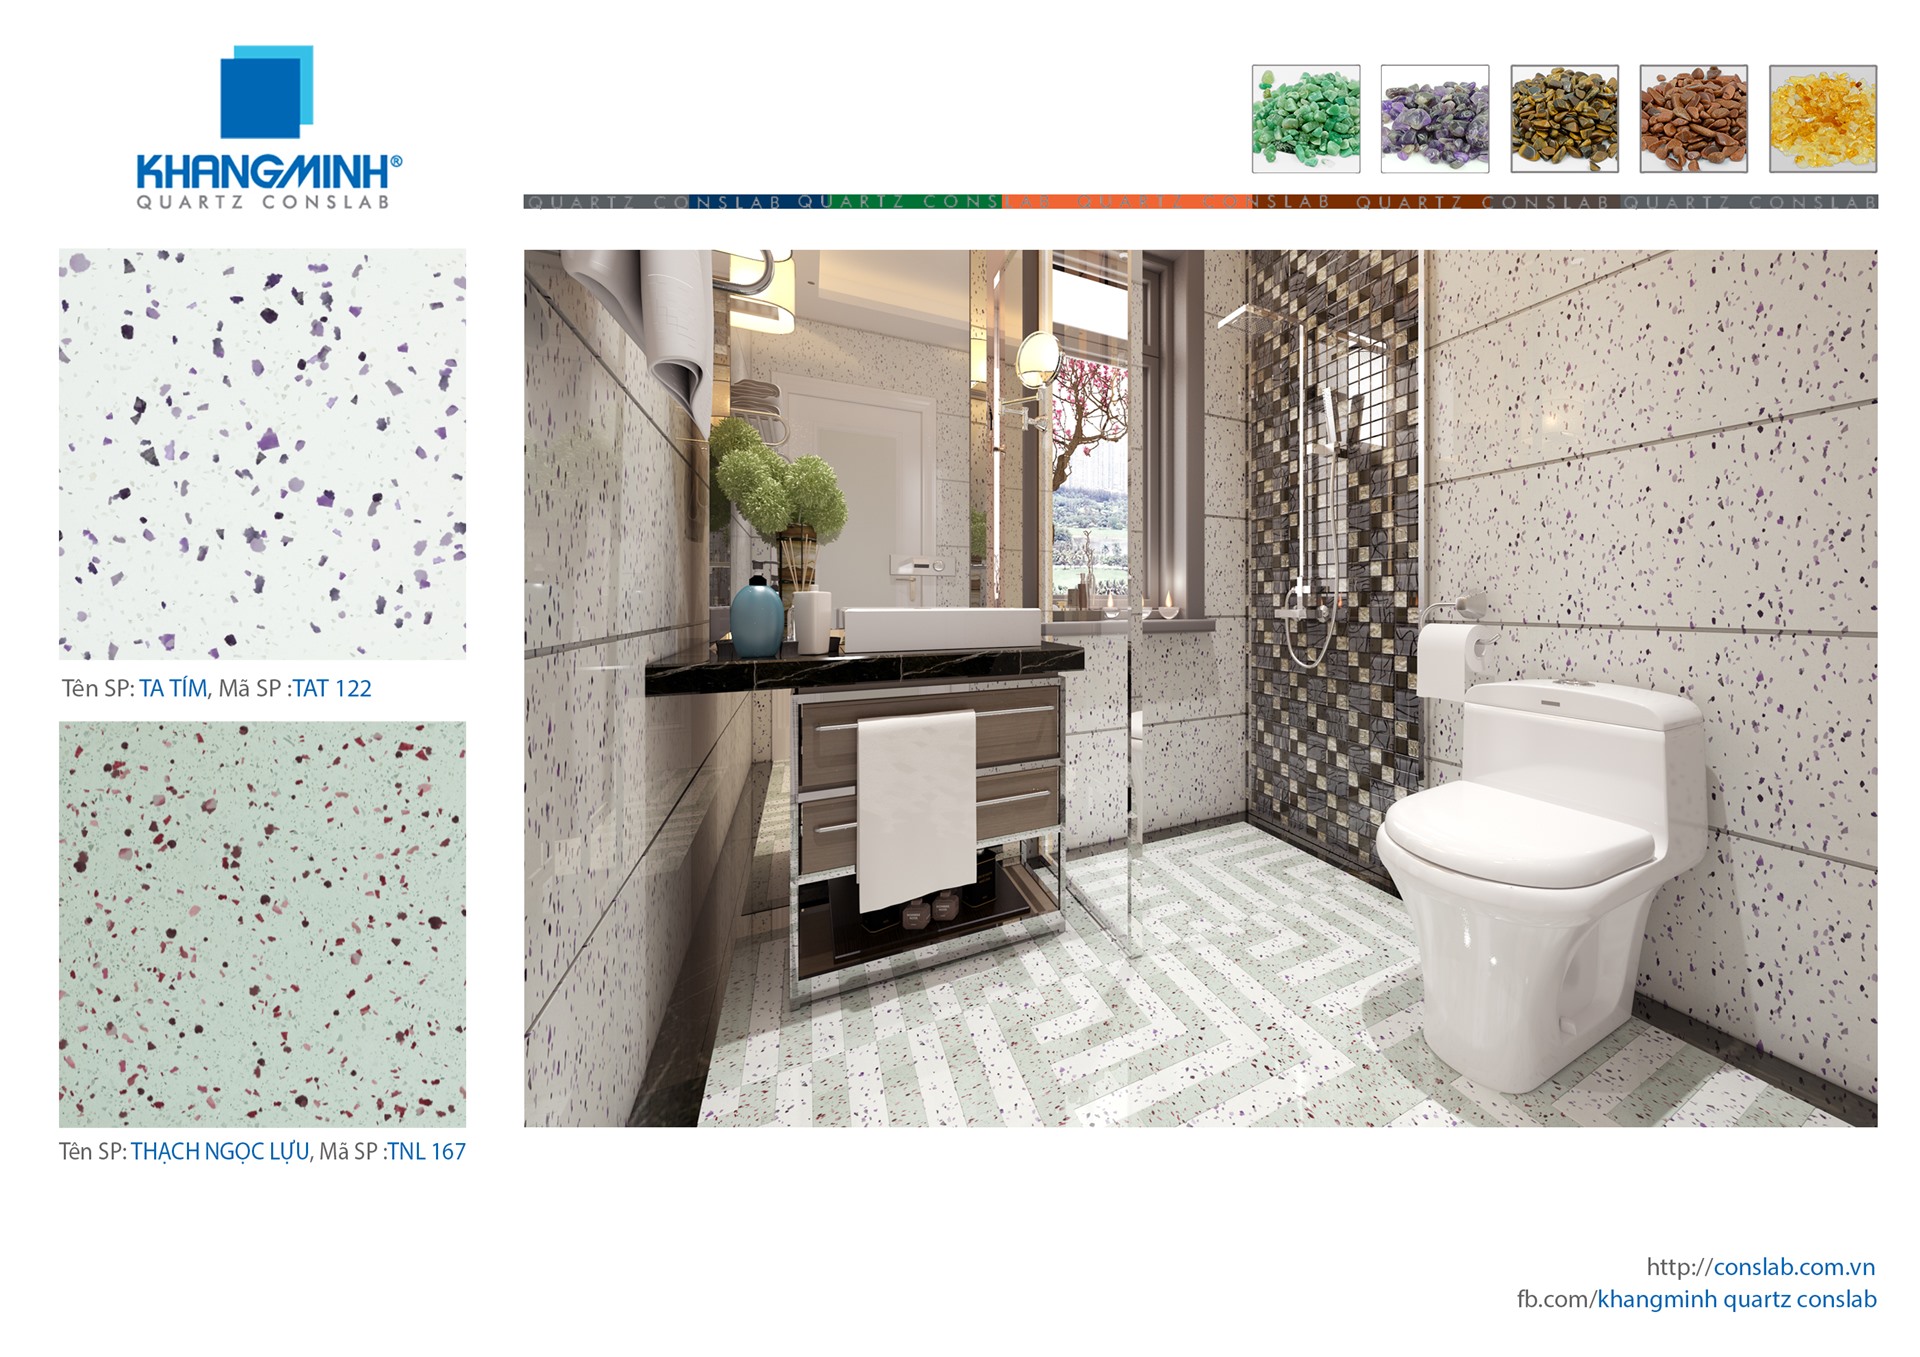 KHANGMINH®
QUARTZ CONSLAB
QUARTZ CONSLAB QUARTZ CONSLAB QUARTZ CONSLAB QUARTZ CONSLAB QUARTZ CONSLAB
Tên SP: TA TÍM, Mã SP :TAT 122
Tên SP: THẠCH NGỌC LỰU, Mã SP :TNL 167
http://conslab.com.vn
fb.com/khangminh quartz conslab